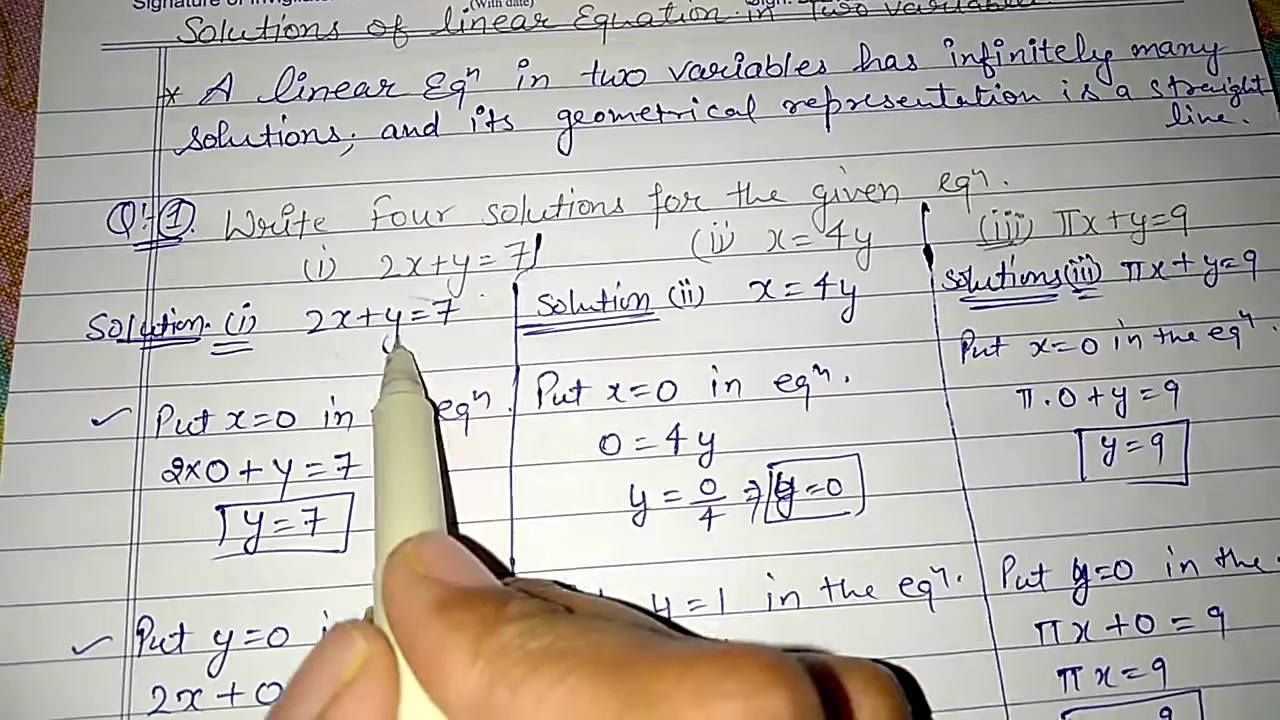 (With date)
Solutions of linear Equation in two variable
* A linear Eqⁿ in two variables has infinitely many
solutions, and its geometrical representation is a straight
line.
Q:-① Write four solutions for the given eqⁿ.
(i) 2x+y=7 (ii) x=4y (iii) πx+y=9
Solution.(i) 2x+y=7
✓ Put x=0 in eqⁿ.
2x0+y=7
y=7
✓ Put y=0
2x+0
Solution (ii) x=4y
Put x=0 in eqⁿ.
0=4y
y=0/4 ⇒ y=0
y=1 in the eqⁿ.
Solutions(iii) πx+y=9
Put x=0 in the eqⁿ.
π.0+y=9
y=9
Put y=0 in the
πx+0=9
πx=9
9